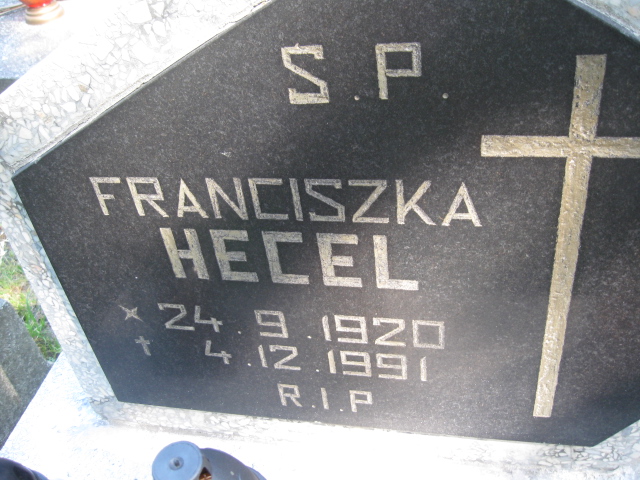 S.P.
FRANCISZKA
HECEL
* 24.9.1920
† 4.12.1991
R.I.P